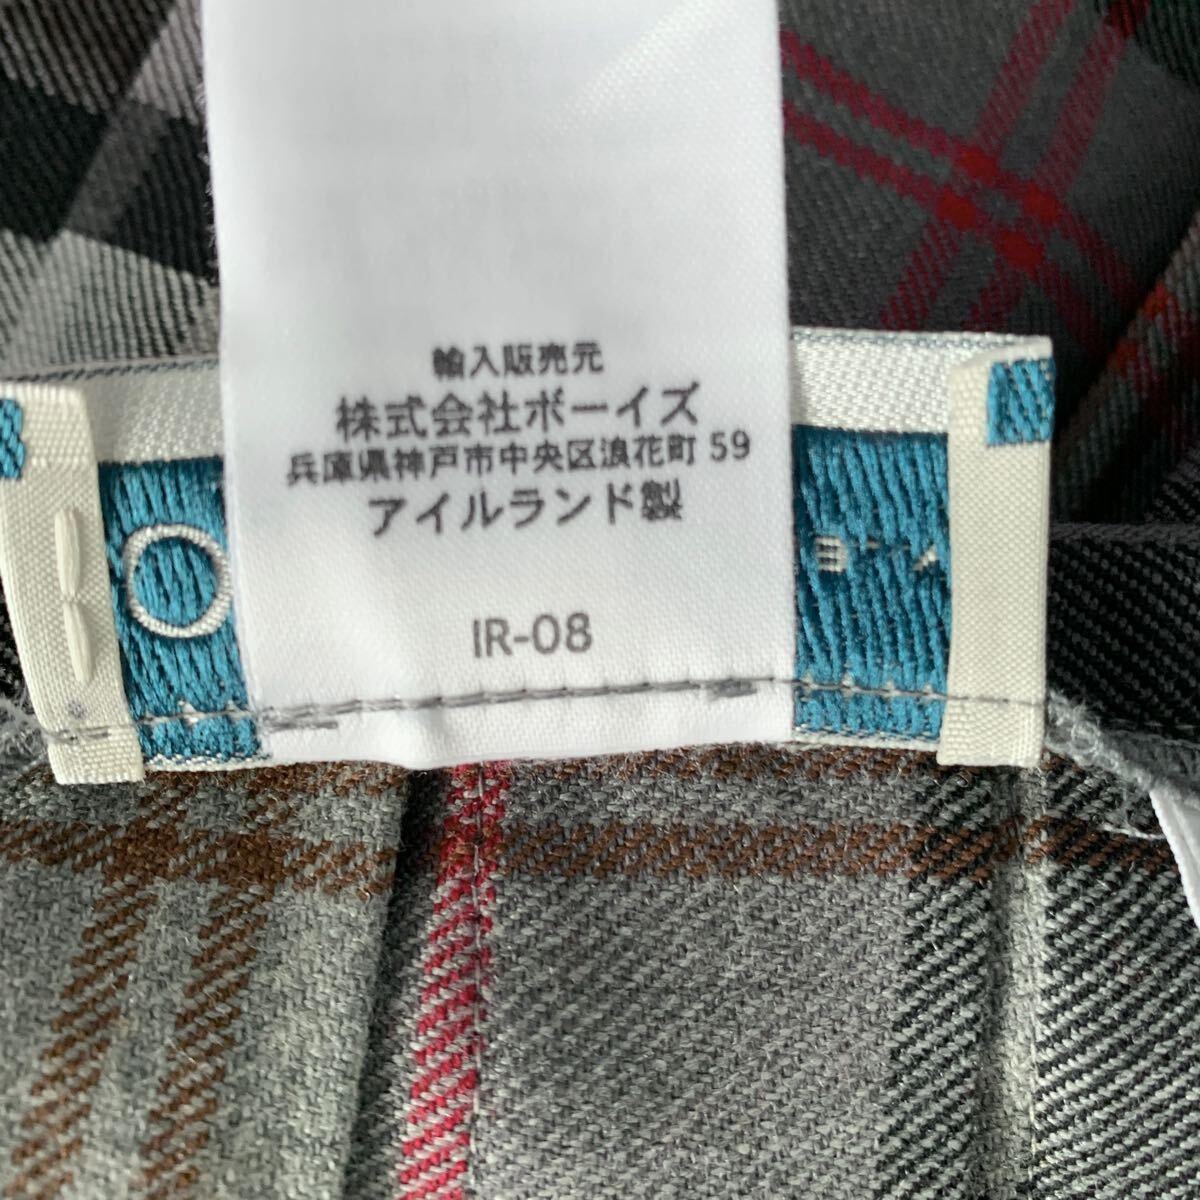 輸入販売元
株式会社ボーイズ
兵庫県神戸市中央区浪花町 59
アイルランド製
IR-08